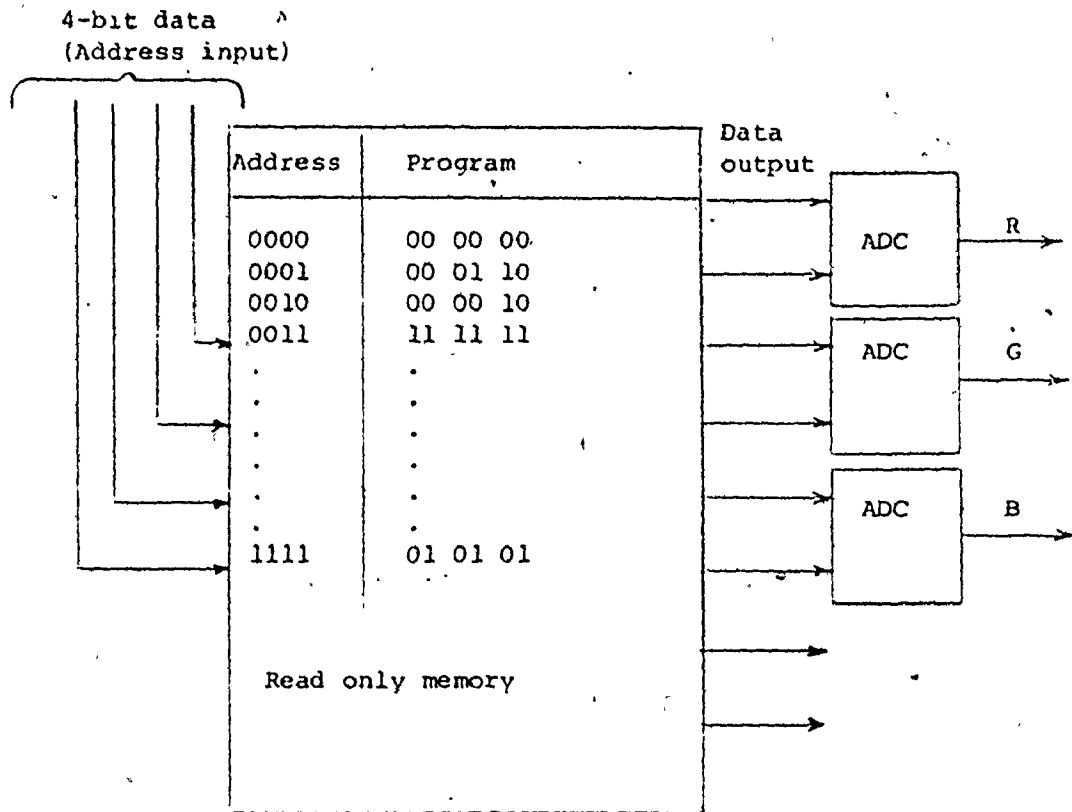 4-bit data
(Address input)
Address Program
Data
output
0000 00 00 00
0001 00 01 10
0010 00 00 10
0011 11 11 11
1111 01 01 01
Read only memory
ADC R
ADC G
ADC B